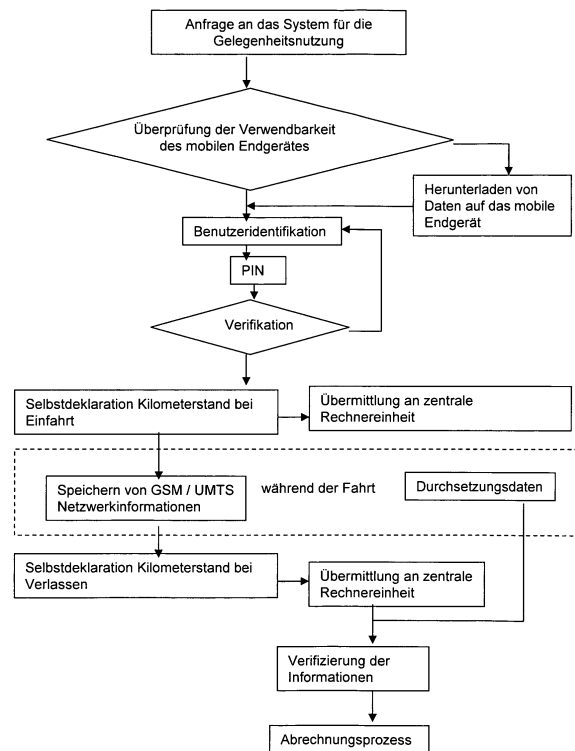 Anfrage an das System für die
Gelegenheitsnutzung
Überprüfung der Verwendbarkeit
des mobilen Endgerätes
Herunterladen von
Daten auf das mobile
Endgerät
Benutzeridentifikation
PIN
Verifikation
Selbstdeklaration Kilometerstand bei
Einfahrt
Übermittlung an zentrale
Rechnereinheit
Speichern von GSM / UMTS
Netzwerkinformationen
während der Fahrt
Durchsetzungsdaten
Selbstdeklaration Kilometerstand bei
Verlassen
Übermittlung an zentrale
Rechnereinheit
Verifizierung der
Informationen
Abrechnungsprozess